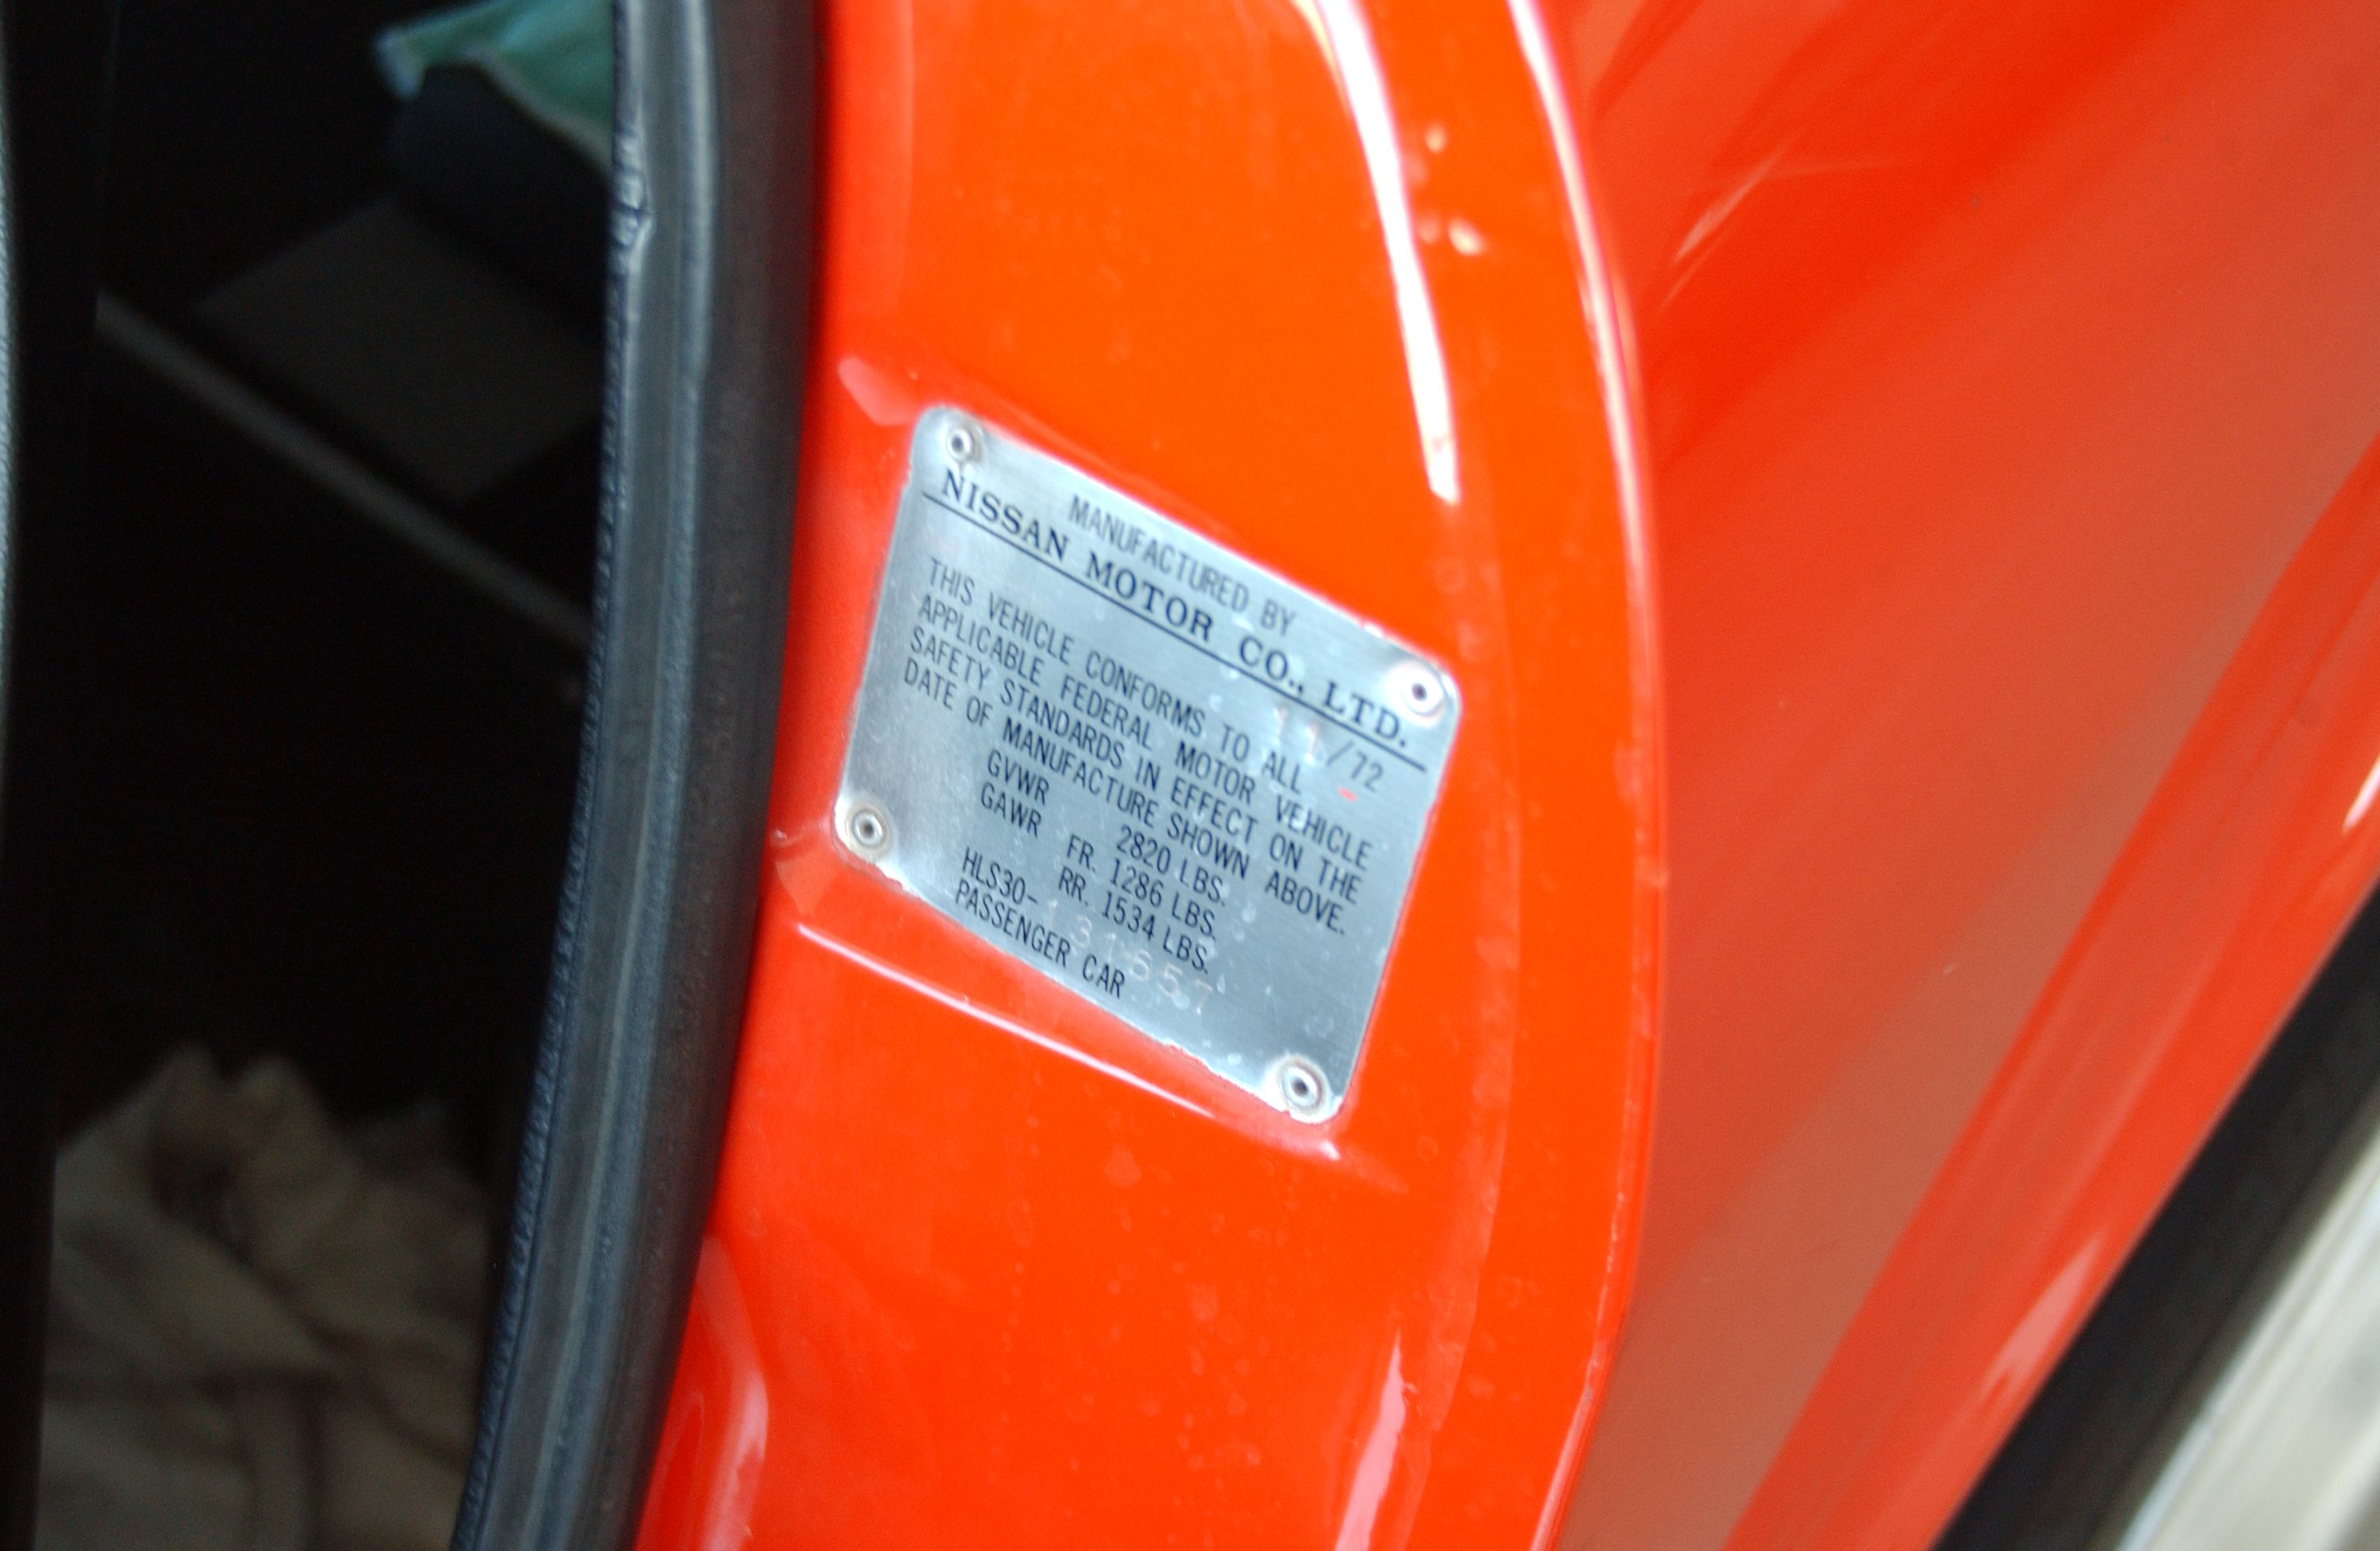 MANUFACTURED BY
NISSAN MOTOR CO., LTD.
11/72
THIS VEHICLE CONFORMS TO ALL
APPLICABLE FEDERAL MOTOR VEHICLE
SAFETY STANDARDS IN EFFECT ON THE
DATE OF MANUFACTURE SHOWN ABOVE.
GVWR 2820 LBS.
GAWR FR. 1286 LBS.
RR. 1534 LBS.
HLS30-
PASSENGER CAR